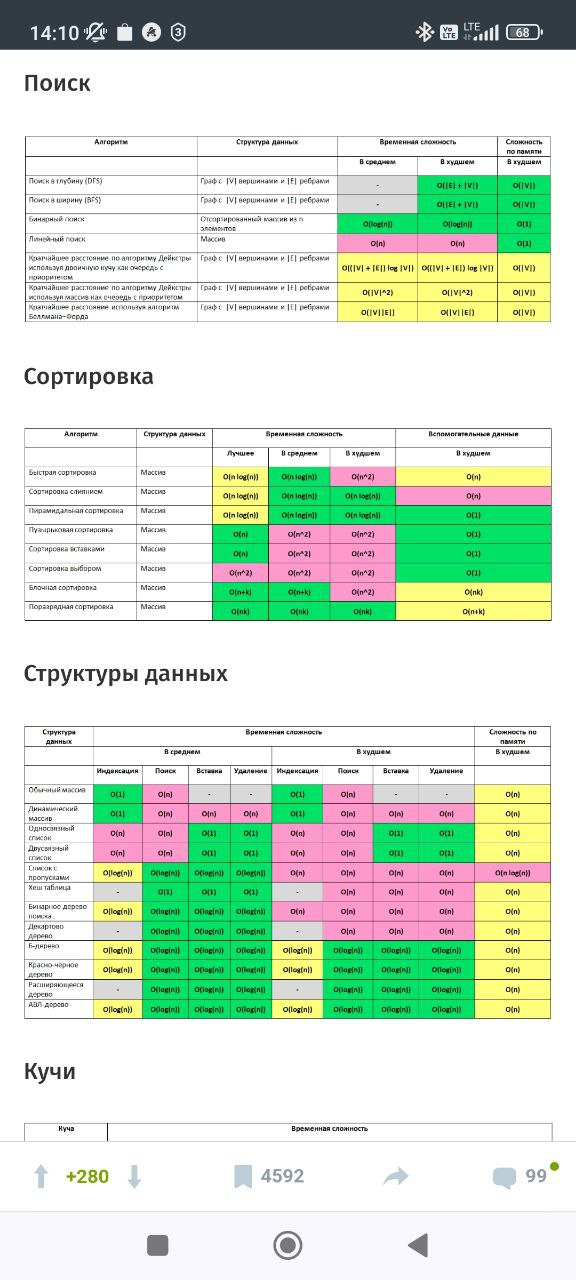 14:10 3 Vo LTE LTE 68
Поиск
Алгоритм Структура данных Временная сложность Сложность по памяти
В среднем В худшем В худшем
Поиск в глубину (DFS) Граф с |V| вершинами и |E| ребрами - O(|E| + |V|) O(|V|)
Поиск в ширину (BFS) Граф с |V| вершинами и |E| ребрами - O(|E| + |V|) O(|V|)
Бинарный поиск Отсортированный массив из n элементов O(log(n)) O(log(n)) O(1)
Линейный поиск Массив O(n) O(n) O(1)
Кратчайшее расстояние по алгоритму Дейкстры используя двоичную кучу как очередь с приоритетом Граф с |V| вершинами и |E| ребрами O((|V| + |E|) log |V|) O((|V| + |E|) log |V|) O(|V|)
Кратчайшее расстояние по алгоритму Дейкстры используя массив как очередь с приоритетом Граф с |V| вершинами и |E| ребрами O(|V|^2) O(|V|^2) O(|V|)
Кратчайшее расстояние используя алгоритм Беллмана—Форда Граф с |V| вершинами и |E| ребрами O(|V||E|) O(|V||E|) O(|V|)
Сортировка
Алгоритм Структура данных Временная сложность Вспомогательные данные
Лучшее В среднем В худшем В худшем
Быстрая сортировка Массив O(n log(n)) O(n log(n)) O(n^2) O(n)
Сортировка слиянием Массив O(n log(n)) O(n log(n)) O(n log(n)) O(n)
Пирамидальная сортировка Массив O(n log(n)) O(n log(n)) O(n log(n)) O(1)
Пузырьковая сортировка Массив O(n) O(n^2) O(n^2) O(1)
Сортировка вставками Массив O(n) O(n^2) O(n^2) O(1)
Сортировка выбором Массив O(n^2) O(n^2) O(n^2) O(1)
Блочная сортировка Массив O(n+k) O(n+k) O(n^2) O(nk)
Поразрядная сортировка Массив O(nk) O(nk) O(nk) O(n+k)
Структуры данных
Структура данных Временная сложность Сложность по памяти
В среднем В худшем В худшем
Индексация Поиск Вставка Удаление Индексация Поиск Вставка Удаление
Обычный массив O(1) O(n) - - O(1) O(n) - - O(n)
Динамический массив O(1) O(n) O(n) O(n) O(1) O(n) O(n) O(n) O(n)
Односвязный список O(n) O(n) O(1) O(1) O(n) O(n) O(1) O(1) O(n)
Двусвязный список O(n) O(n) O(1) O(1) O(n) O(n) O(1) O(1) O(n)
Список с пропусками O(log(n)) O(log(n)) O(log(n)) O(log(n)) O(n) O(n) O(n) O(n) O(n log(n))
Хеш таблица - O(1) O(1) O(1) - O(n) O(n) O(n) O(n)
Бинарное дерево поиска O(log(n)) O(log(n)) O(log(n)) O(log(n)) O(n) O(n) O(n) O(n) O(n)
Декартово дерево - O(log(n)) O(log(n)) O(log(n)) - O(n) O(n) O(n) O(n)
Б-дерево O(log(n)) O(log(n)) O(log(n)) O(log(n)) O(log(n)) O(log(n)) O(log(n)) O(log(n)) O(n)
Красно-черное дерево O(log(n)) O(log(n)) O(log(n)) O(log(n)) O(log(n)) O(log(n)) O(log(n)) O(log(n)) O(n)
Расширяющееся дерево - O(log(n)) O(log(n)) O(log(n)) - O(log(n)) O(log(n)) O(log(n)) O(n)
АВЛ-дерево O(log(n)) O(log(n)) O(log(n)) O(log(n)) O(log(n)) O(log(n)) O(log(n)) O(log(n)) O(n)
Кучи
Куча Временная сложность
+280 4592 99